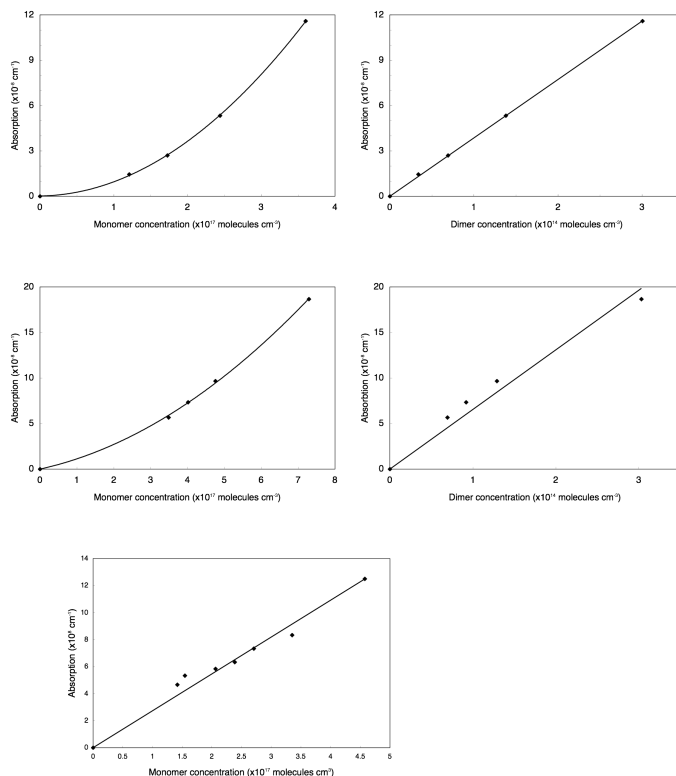 12
9
6
3
0
Absorption (x10⁻⁸ cm⁻¹)
0 1 2 3 4
Monomer concentration (x10¹⁷ molecules cm⁻³)
12
9
6
3
0
Absorption (x10⁻⁸ cm⁻¹)
0 1 2 3
Dimer concentration (x10¹⁴ molecules cm⁻³)
20
15
10
5
0
Absorption (x10⁻⁸ cm⁻¹)
0 1 2 3 4 5 6 7 8
Monomer concentration (x10¹⁷ molecules cm⁻³)
20
15
10
5
0
Absorbtion (x10⁻⁸ cm⁻¹)
0 1 2 3
Dimer concentration (x10¹⁴ molecules cm⁻³)
14
12
10
8
6
4
2
0
Absorption (x10⁸ cm⁻¹)
0 0.5 1 1.5 2 2.5 3 3.5 4 4.5 5
Monomer concentration (x10¹⁷ molecules cm⁻³)